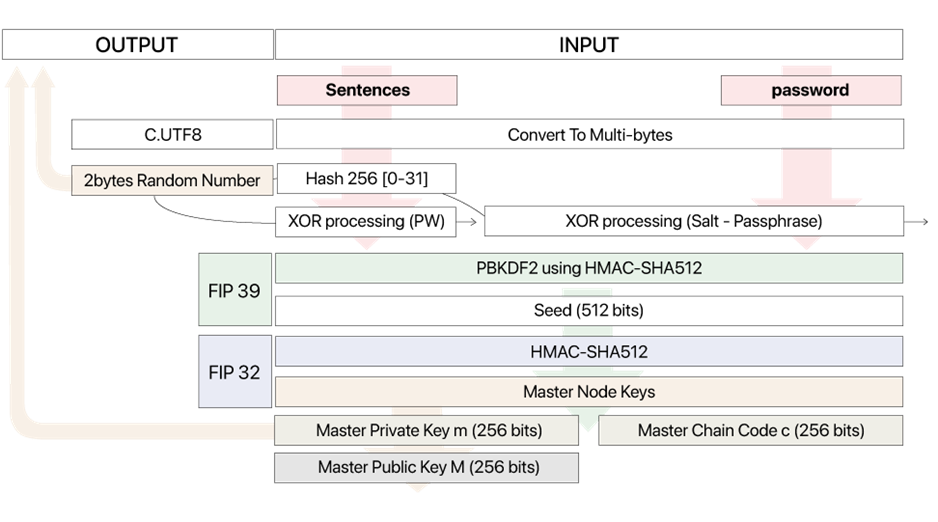 OUTPUT
INPUT
Sentences
password
C.UTF8
Convert To Multi-bytes
2bytes Random Number
Hash 256 [0-31]
XOR processing (PW)
XOR processing (Salt - Passphrase)
FIP 39
PBKDF2 using HMAC-SHA512
Seed (512 bits)
FIP 32
HMAC-SHA512
Master Node Keys
Master Private Key m (256 bits)
Master Chain Code c (256 bits)
Master Public Key M (256 bits)